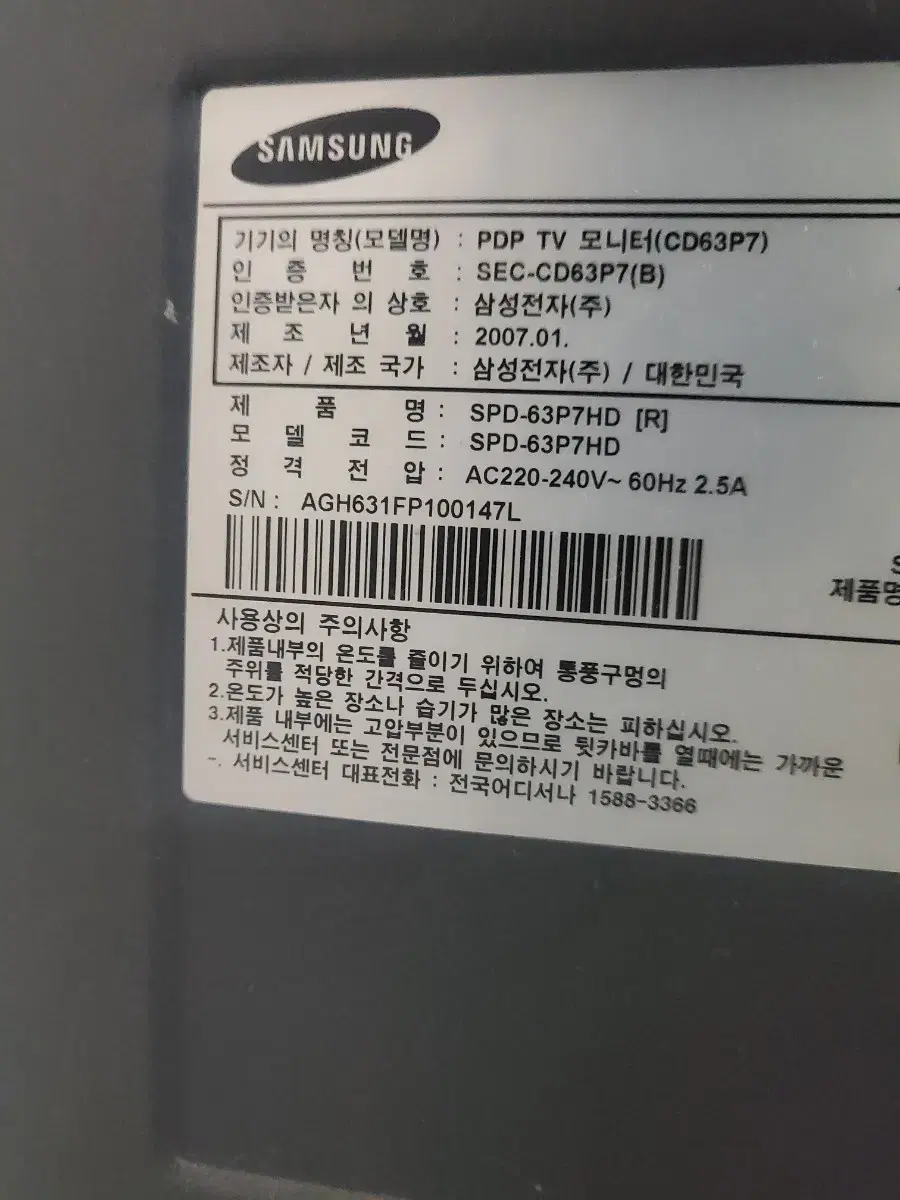 SAMSUNG
기기의 명칭(모델명) : PDP TV 모니터(CD63P7)
인 증 번 호 : SEC-CD63P7(B)
인증받은자 의 상호 : 삼성전자(주)
제 조 년 월 : 2007.01.
제조자 / 제조 국가 : 삼성전자(주) / 대한민국
제 품 명 : SPD-63P7HD [R]
모 델 코 드 : SPD-63P7HD
정 격 전 압 : AC220-240V~ 60Hz 2.5A
S/N : AGH631FP100147L
제품명
사용상의 주의사항
1.제품내부의 온도를 줄이기 위하여 통풍구멍의
주위를 적당한 간격으로 두십시오.
2.온도가 높은 장소나 습기가 많은 장소는 피하십시오.
3.제품 내부에는 고압부분이 있으므로 뒷카바를 열때에는 가까운
서비스센터 또는 전문점에 문의하시기 바랍니다.
~. 서비스센터 대표전화 : 전국어디서나 1588-3366